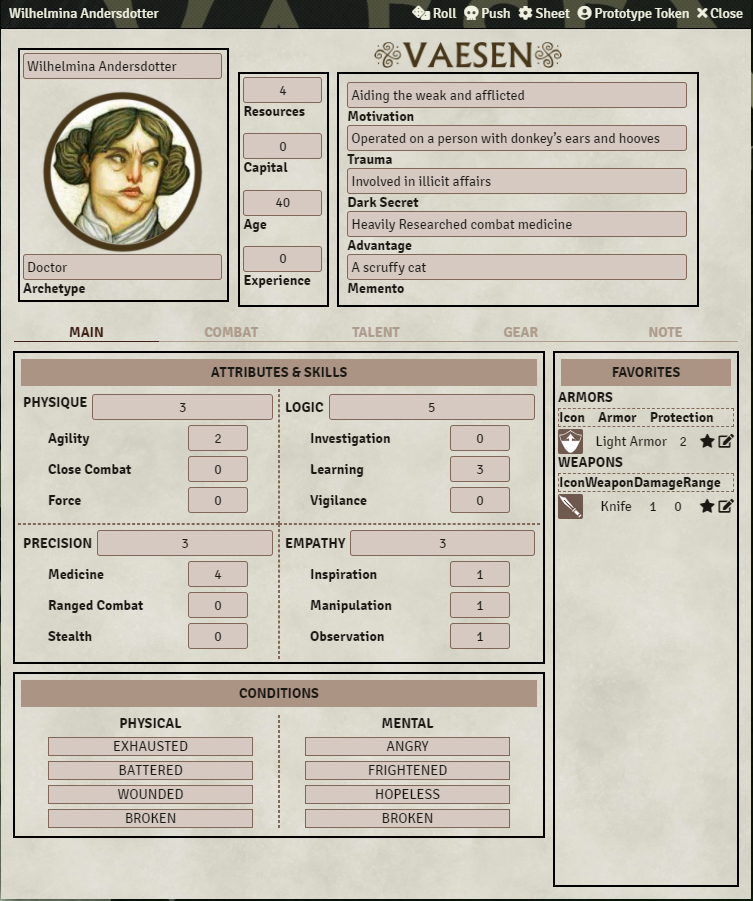 Wilhelmina Andersdotter
Roll Push Sheet Prototype Token Close
VAESEN
Wilhelmina Andersdotter
Doctor
Archetype
4
Resources
0
Capital
40
Age
0
Experience
Aiding the weak and afflicted
Motivation
Operated on a person with donkey's ears and hooves
Trauma
Involved in illicit affairs
Dark Secret
Heavily Researched combat medicine
Advantage
A scruffy cat
Memento
MAIN COMBAT TALENT GEAR NOTE
ATTRIBUTES & SKILLS
PHYSIQUE 3
Agility 2
Close Combat 0
Force 0
LOGIC 5
Investigation 0
Learning 3
Vigilance 0
PRECISION 3
Medicine 4
Ranged Combat 0
Stealth 0
EMPATHY 3
Inspiration 1
Manipulation 1
Observation 1
CONDITIONS
PHYSICAL
EXHAUSTED
BATTERED
WOUNDED
BROKEN
MENTAL
ANGRY
FRIGHTENED
HOPELESS
BROKEN
FAVORITES
ARMORS
Icon Armor Protection
Light Armor 2
WEAPONS
IconWeaponDamageRange
Knife 1 0